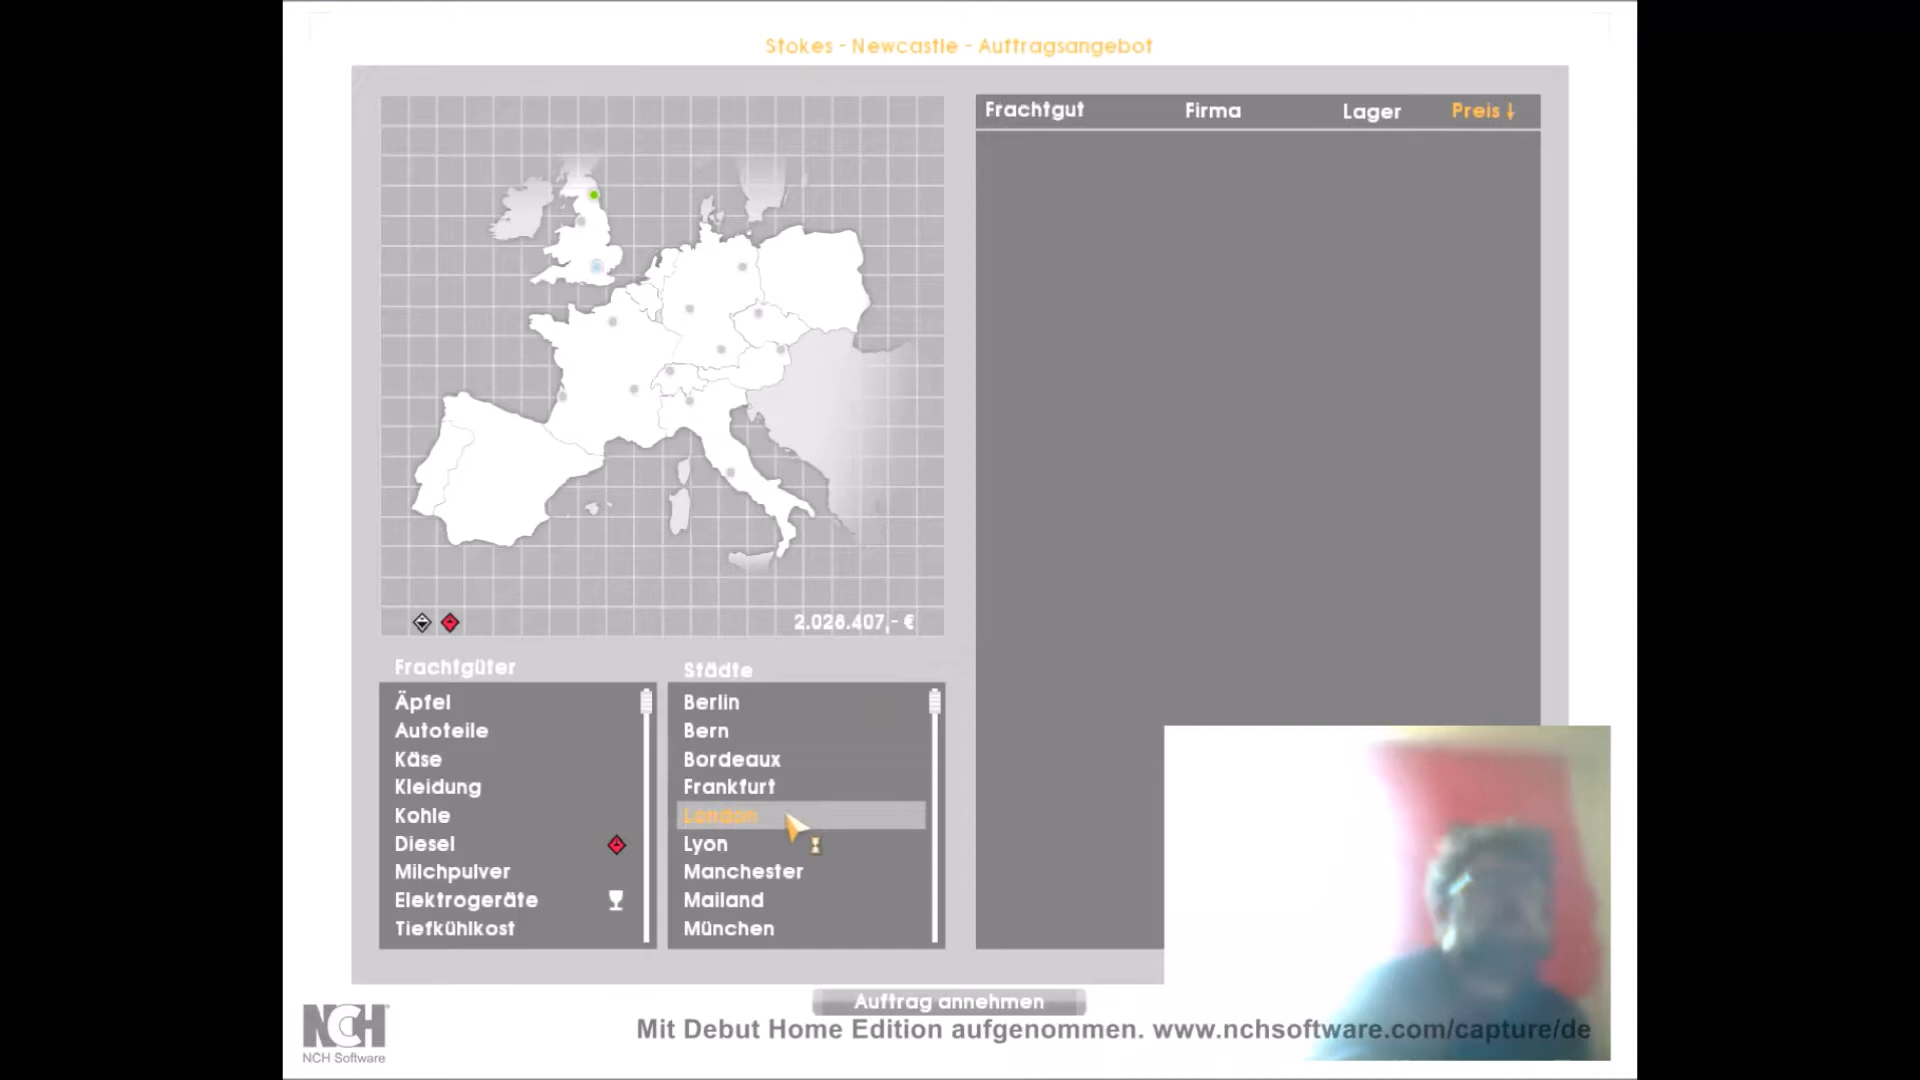 Stokes - Newcastle - Auftragsangebot
Frachtgut Firma Lager Preis ↓
2.028.407,- €
Frachtgüter
Äpfel
Autoteile
Käse
Kleidung
Kohle
Diesel
Milchpulver
Elektrogeräte
Tiefkühlkost
Städte
Berlin
Bern
Bordeaux
Frankfurt
London
Lyon
Manchester
Mailand
München
Auftrag annehmen
NCH
NCH Software
Mit Debut Home Edition aufgenommen. www.nchsoftware.com/capture/de